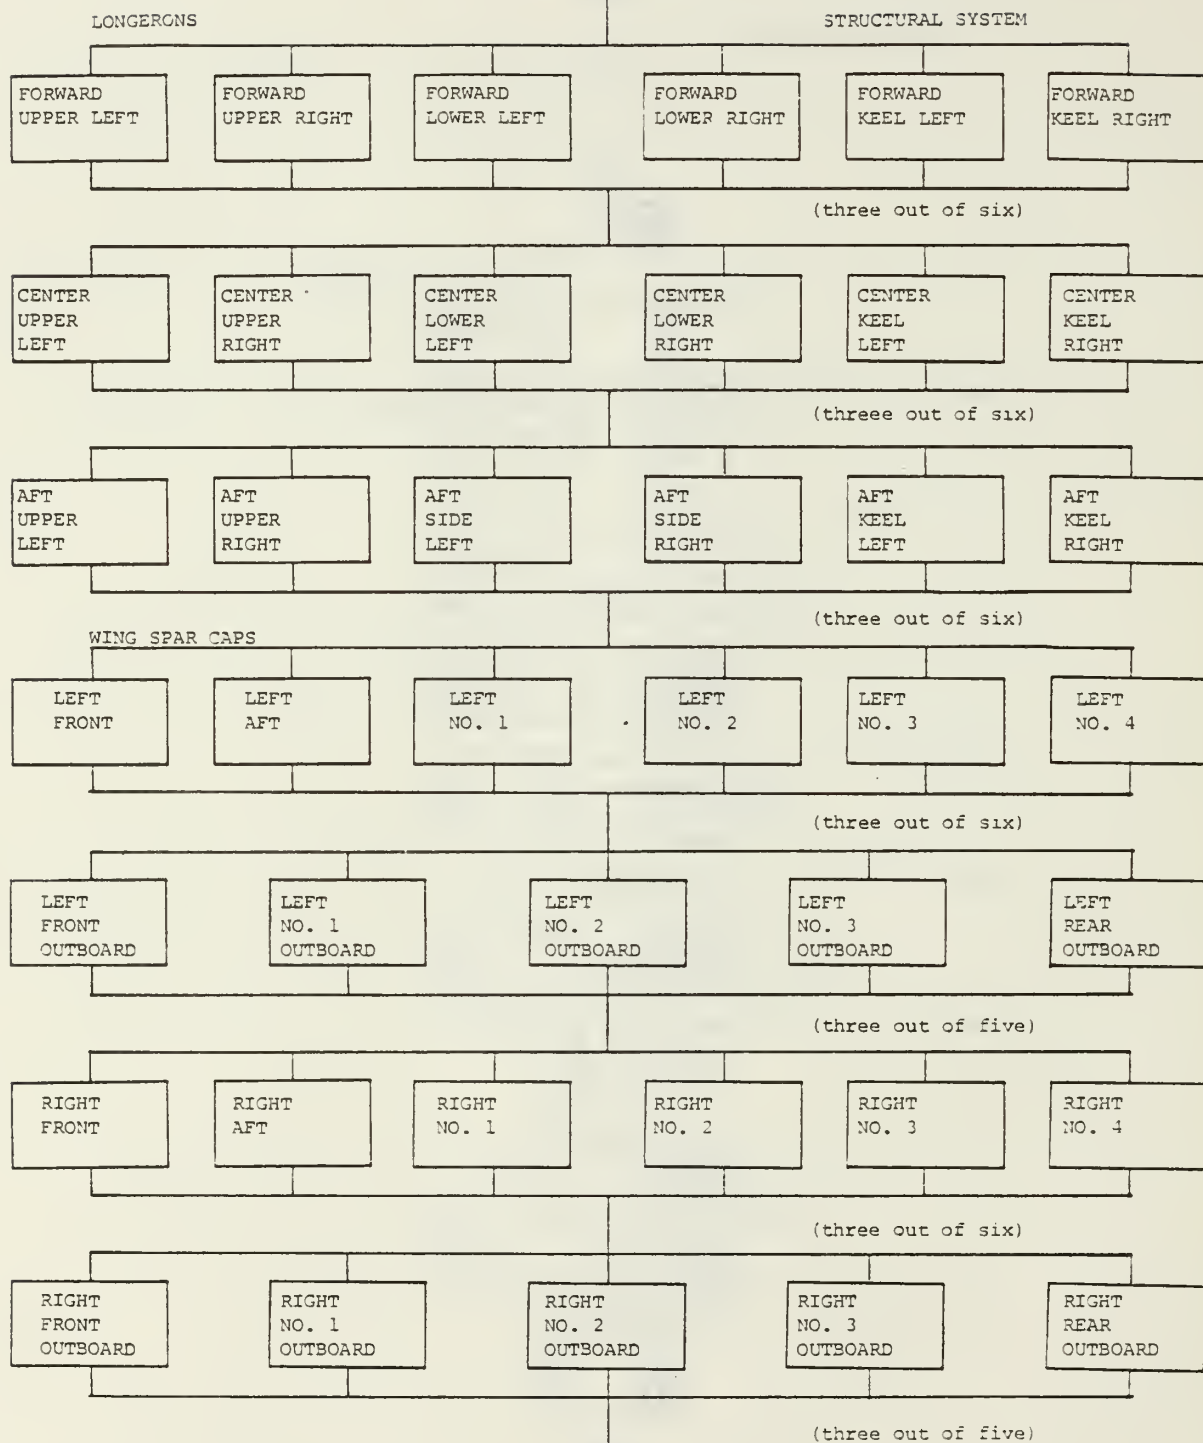 LONGERONS
STRUCTURAL SYSTEM
FORWARD
UPPER LEFT
FORWARD
UPPER RIGHT
FORWARD
LOWER LEFT
FORWARD
LOWER RIGHT
FORWARD
KEEL LEFT
FORWARD
KEEL RIGHT
(three out of six)
CENTER
UPPER
LEFT
CENTER
UPPER
RIGHT
CENTER
LOWER
LEFT
CENTER
LOWER
RIGHT
CENTER
KEEL
LEFT
CENTER
KEEL
RIGHT
(threee out of six)
AFT
UPPER
LEFT
AFT
UPPER
RIGHT
AFT
SIDE
LEFT
AFT
SIDE
RIGHT
AFT
KEEL
LEFT
AFT
KEEL
RIGHT
(three out of six)
WING SPAR CAPS
LEFT
FRONT
LEFT
AFT
LEFT
NO. 1
LEFT
NO. 2
LEFT
NO. 3
LEFT
NO. 4
(three out of six)
LEFT
FRONT
OUTBOARD
LEFT
NO. 1
OUTBOARD
LEFT
NO. 2
OUTBOARD
LEFT
NO. 3
OUTBOARD
LEFT
REAR
OUTBOARD
(three out of five)
RIGHT
FRONT
RIGHT
AFT
RIGHT
NO. 1
RIGHT
NO. 2
RIGHT
NO. 3
RIGHT
NO. 4
(three out of six)
RIGHT
FRONT
OUTBOARD
RIGHT
NO. 1
OUTBOARD
RIGHT
NO. 2
OUTBOARD
RIGHT
NO. 3
OUTBOARD
RIGHT
REAR
OUTBOARD
(three out of five)